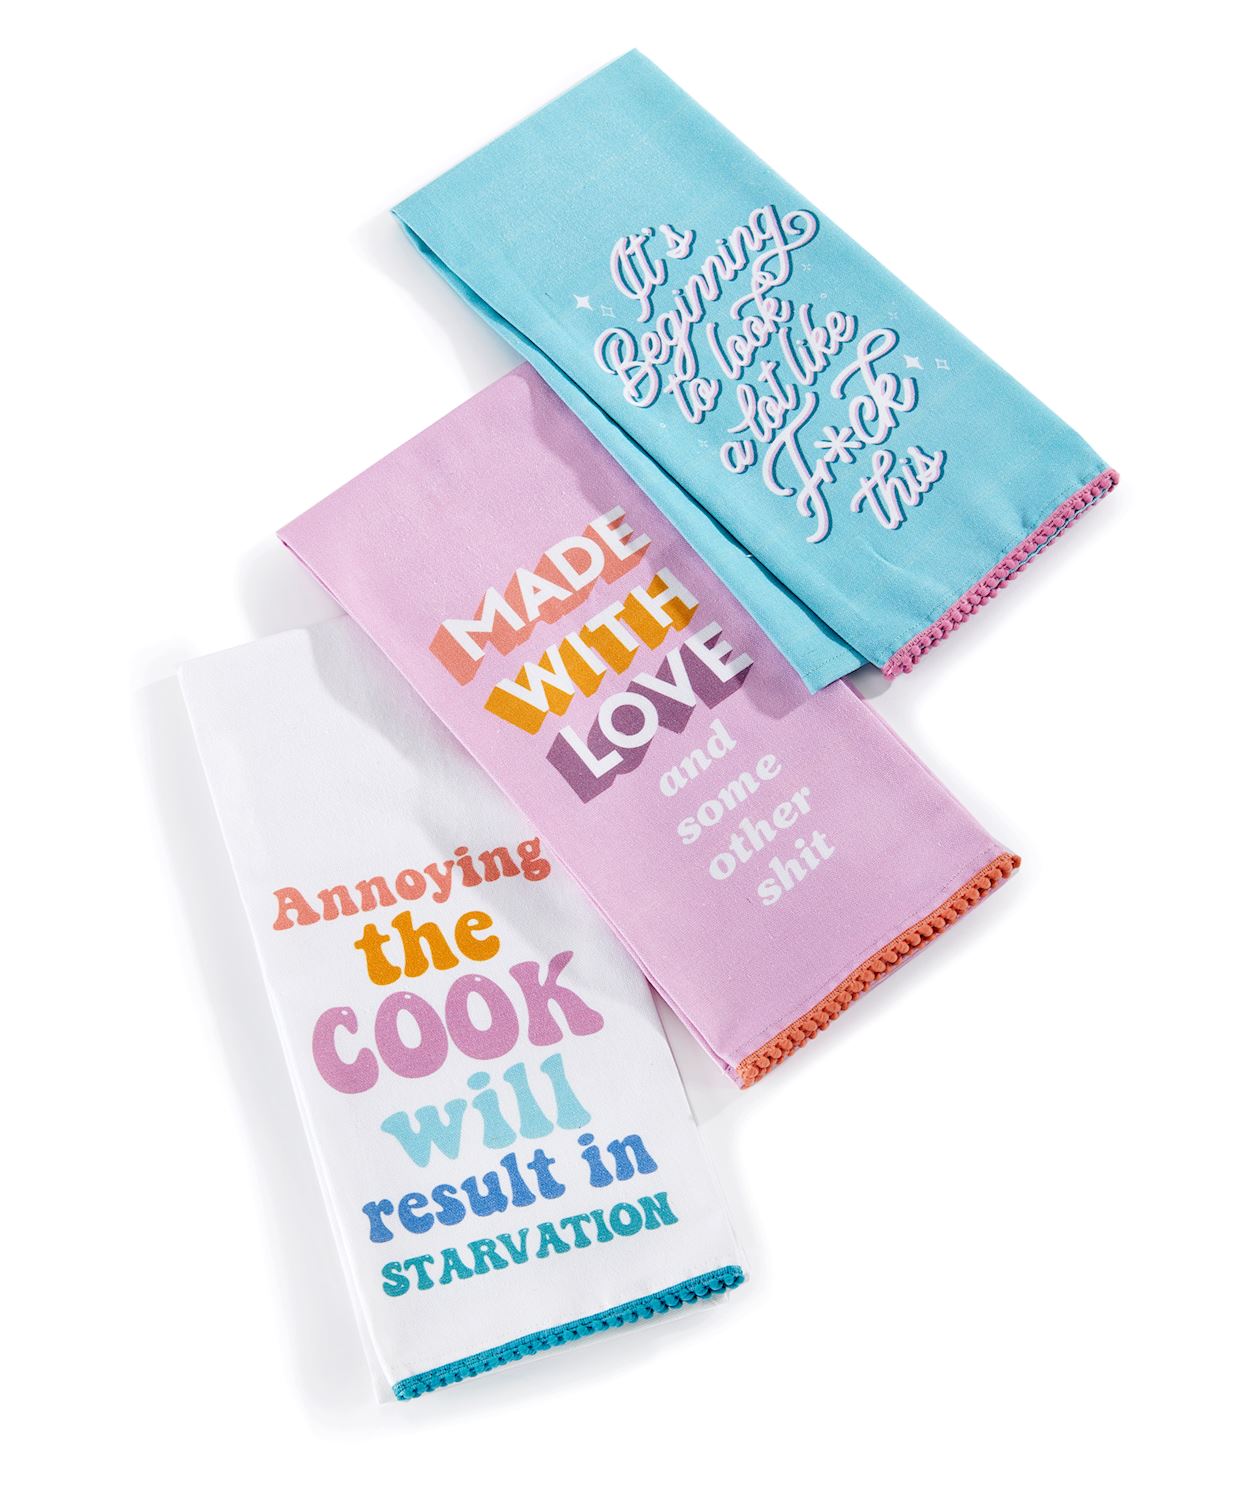 It's
Beginning
to look
a lot like
Fr*ck
this
MADE
WITH
LOVE
and
some
other
shit
Annoying
the
COOK
will
result in
STARVATION